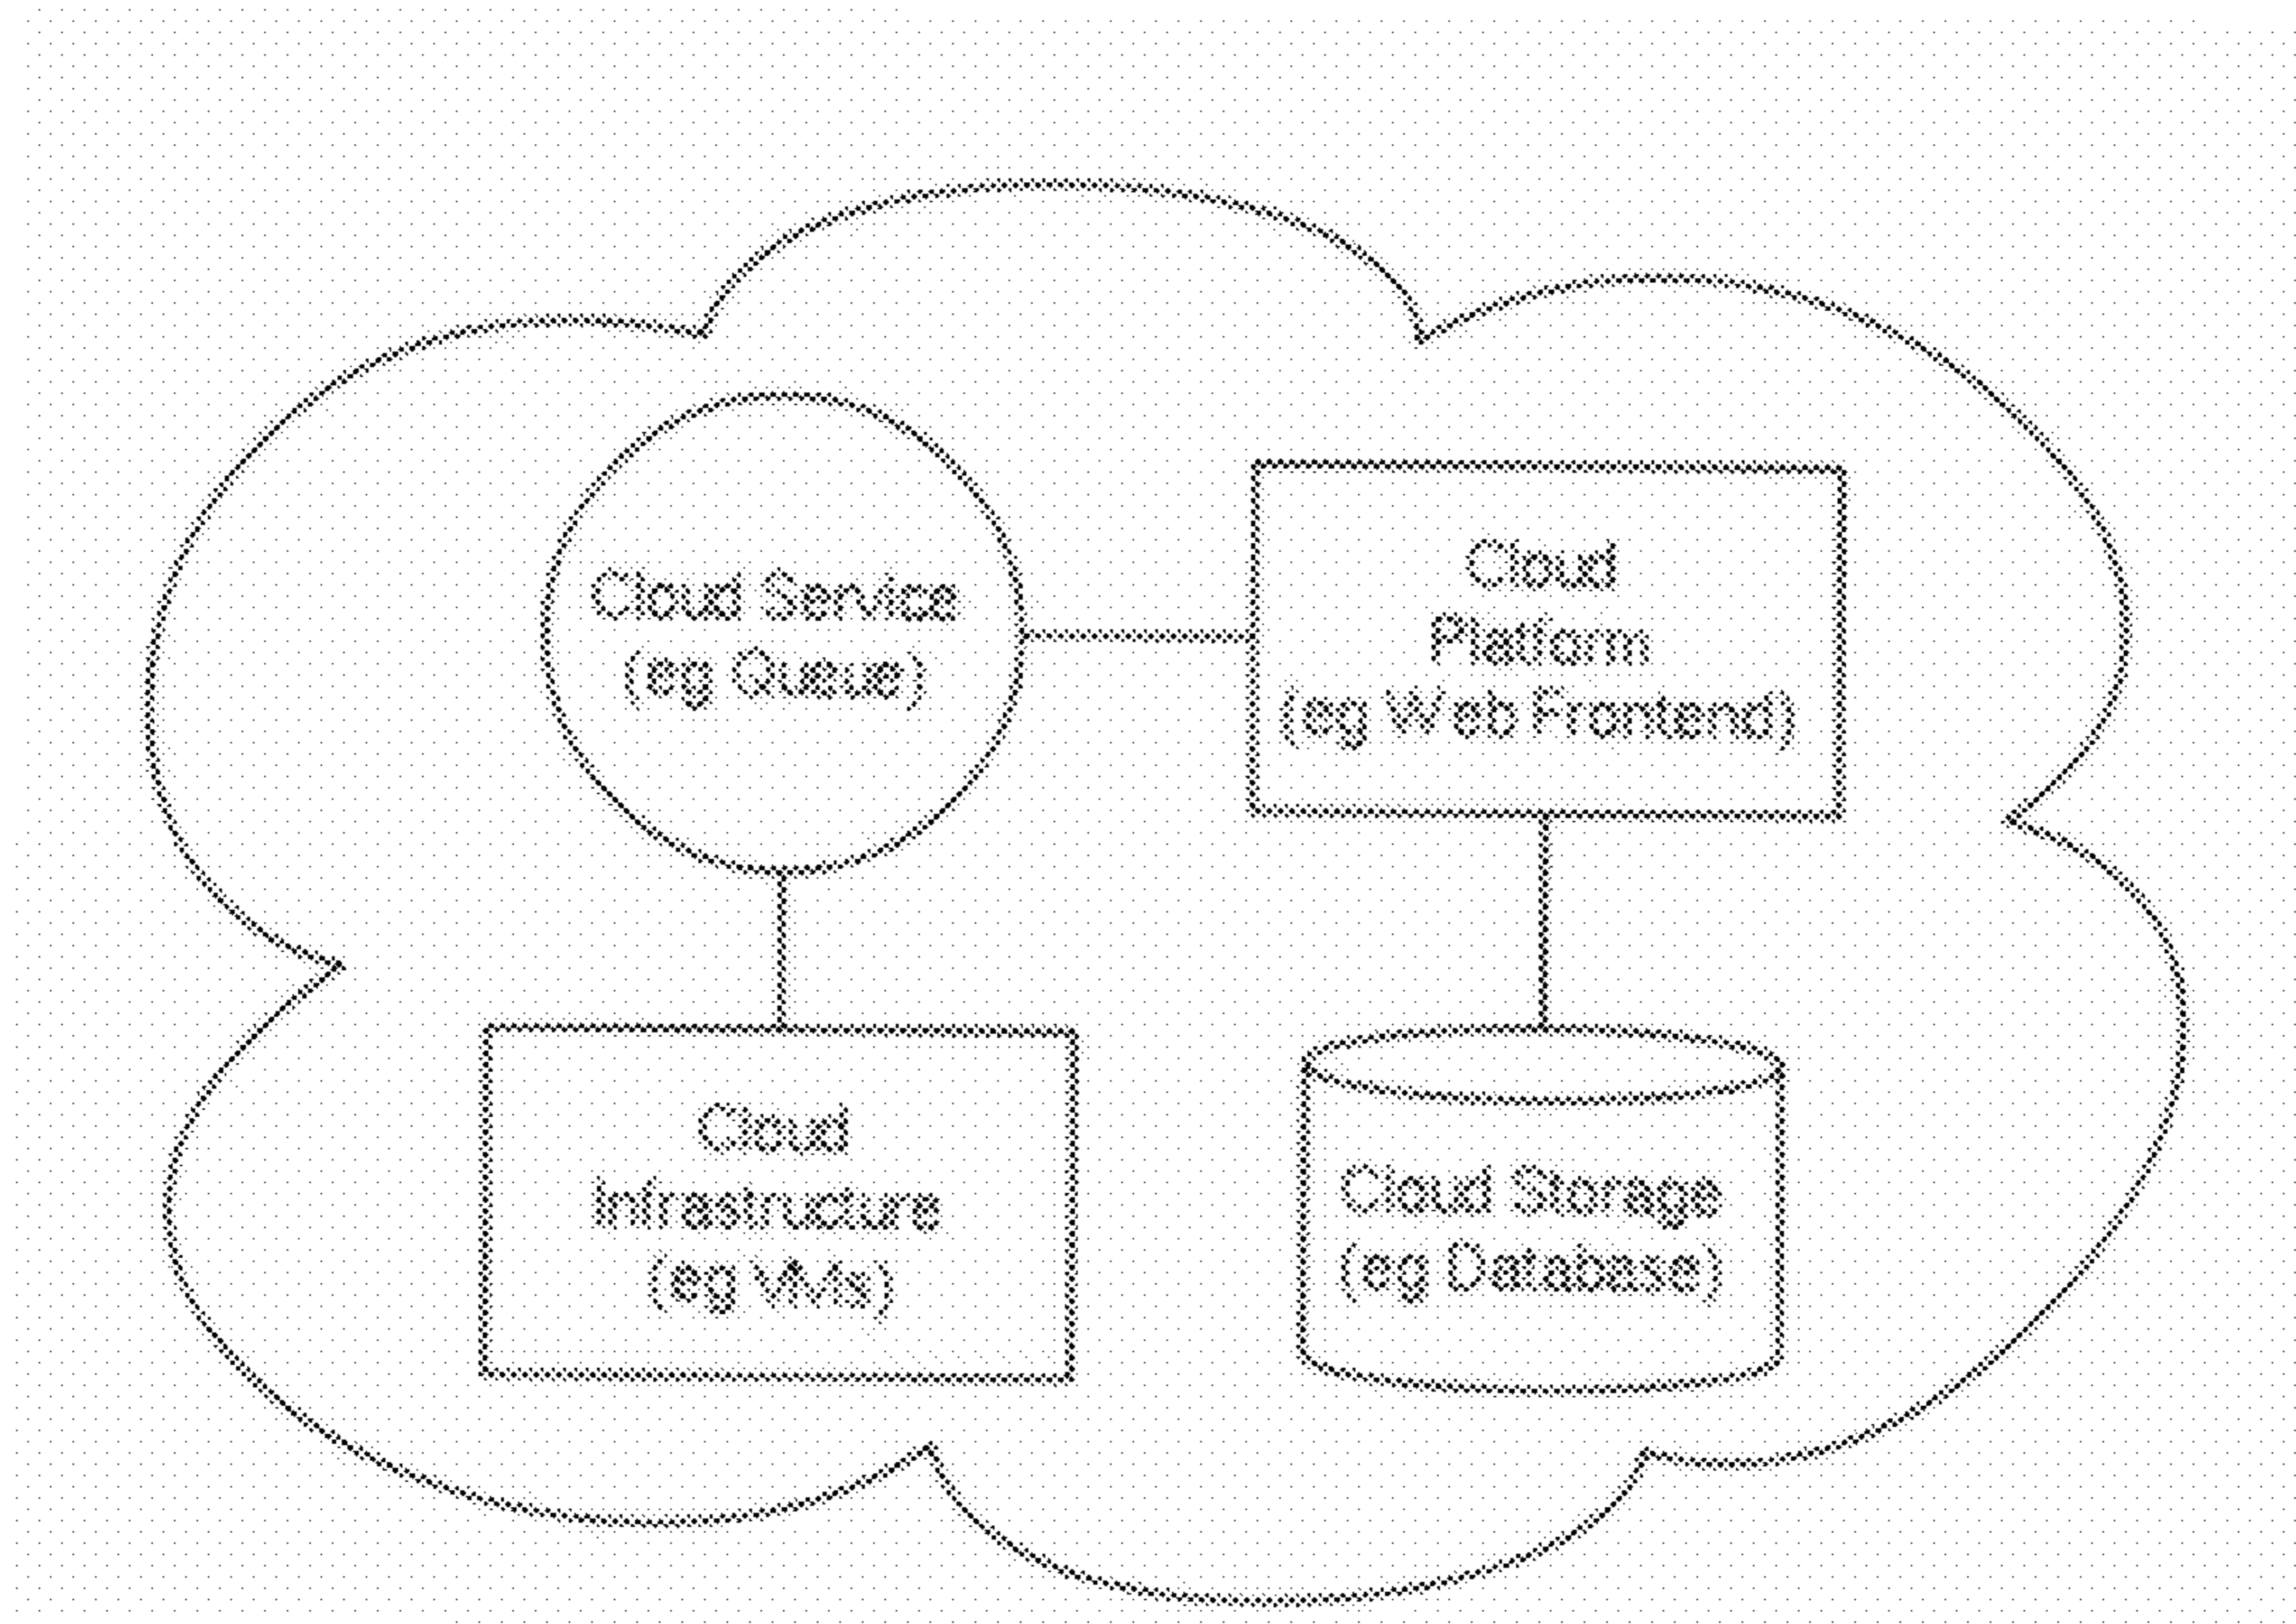 Cloud Service
(eg Queue)
Cloud
Platform
(eg Web Frontend)
Cloud
Infrastructure
(eg VMs)
Cloud Storage
(eg Database)